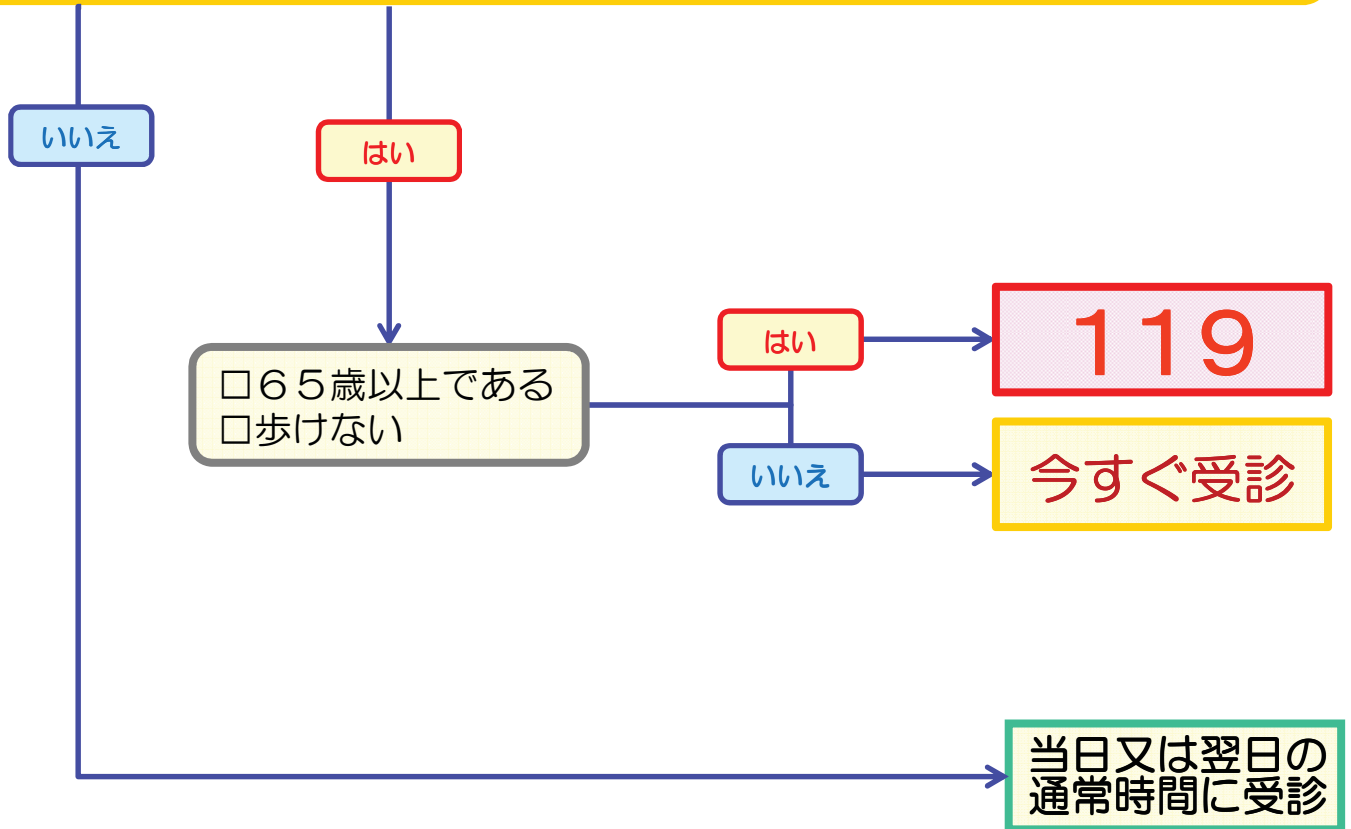 いいえ
はい
□６５歳以上である
□歩けない
はい
１１９
いいえ
今すぐ受診
当日又は翌日の
通常時間に受診